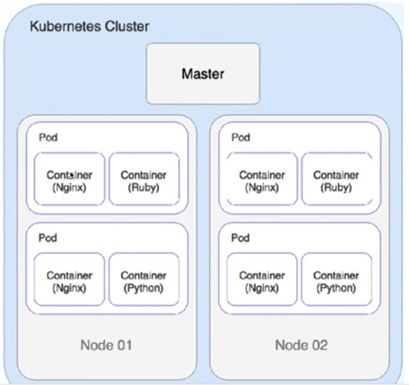 Kubernetes Cluster
Master
Pod
Container
(Nginx)
Container
(Ruby)
Pod
Container
(Nginx)
Container
(Python)
Node 01
Pod
Container
(Nginx)
Container
(Ruby)
Pod
Container
(Nginx)
Container
(Python)
Node 02